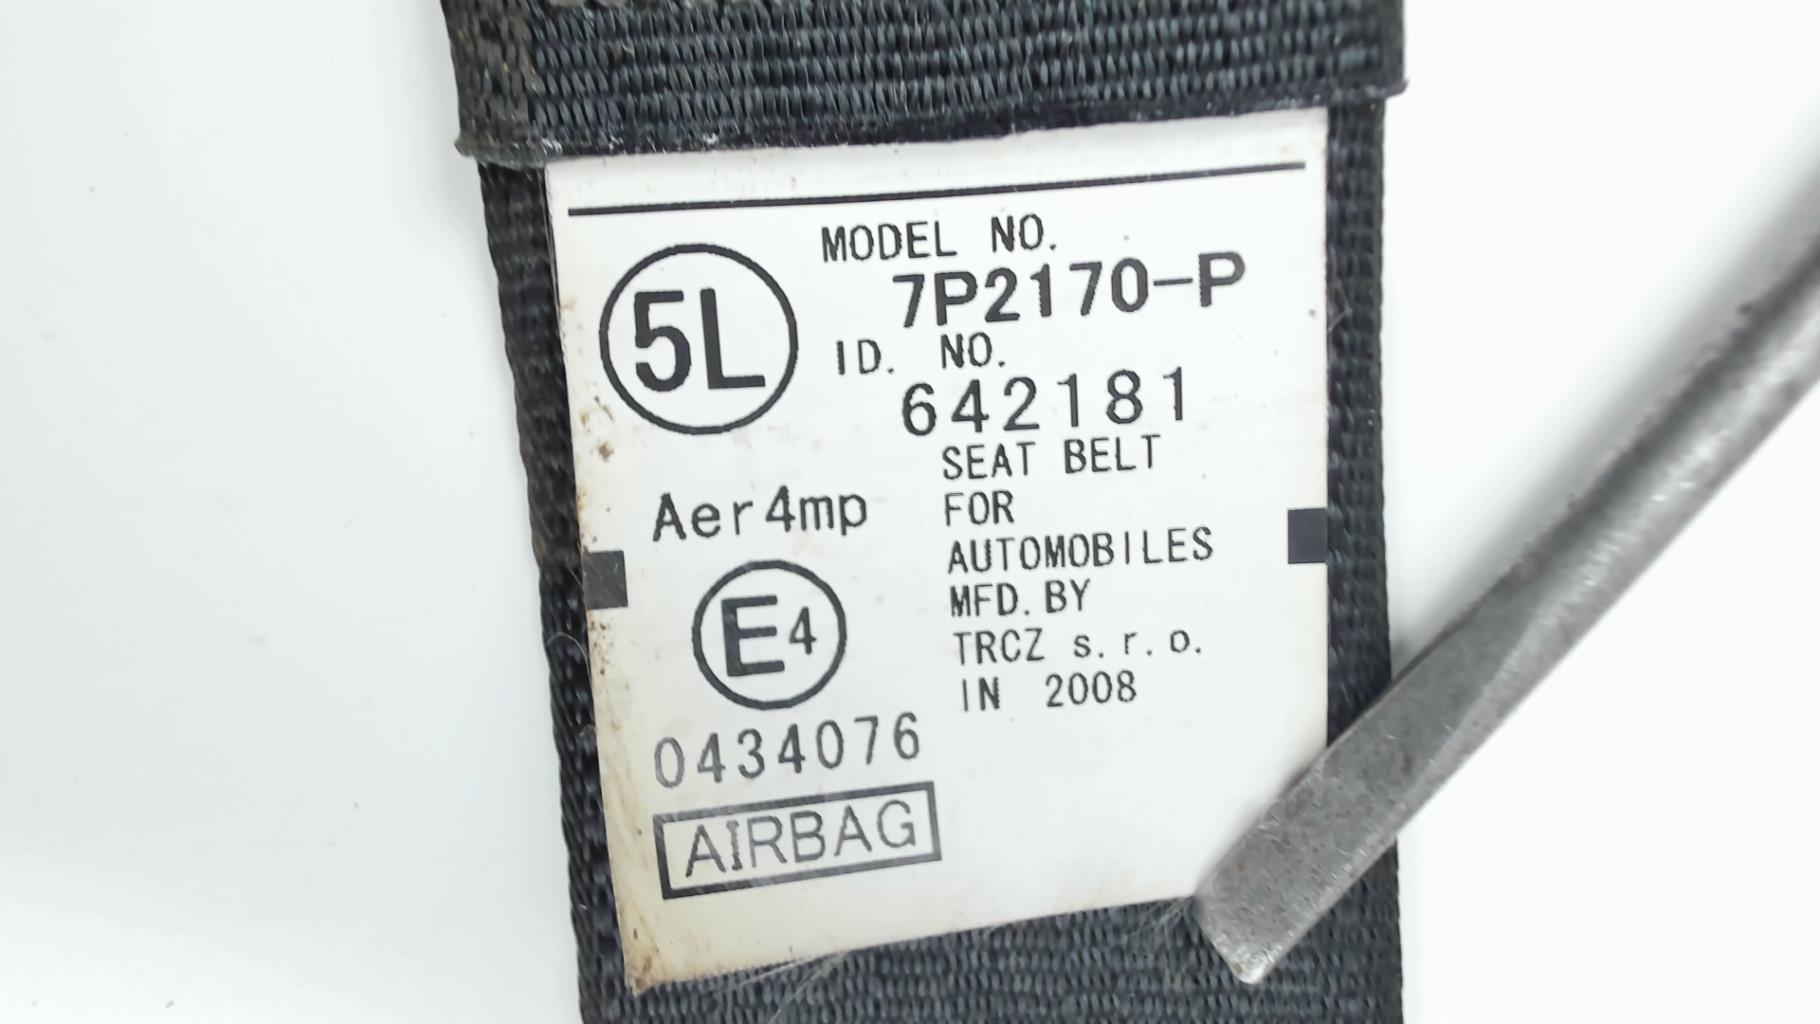 MODEL NO.
7P2170-P
5L
ID. NO.
642181
SEAT BELT
FOR
AUTOMOBILES
MFD. BY
TRCZ s. r. o.
IN 2008
Aer4mp
E4
0434076
AIRBAG